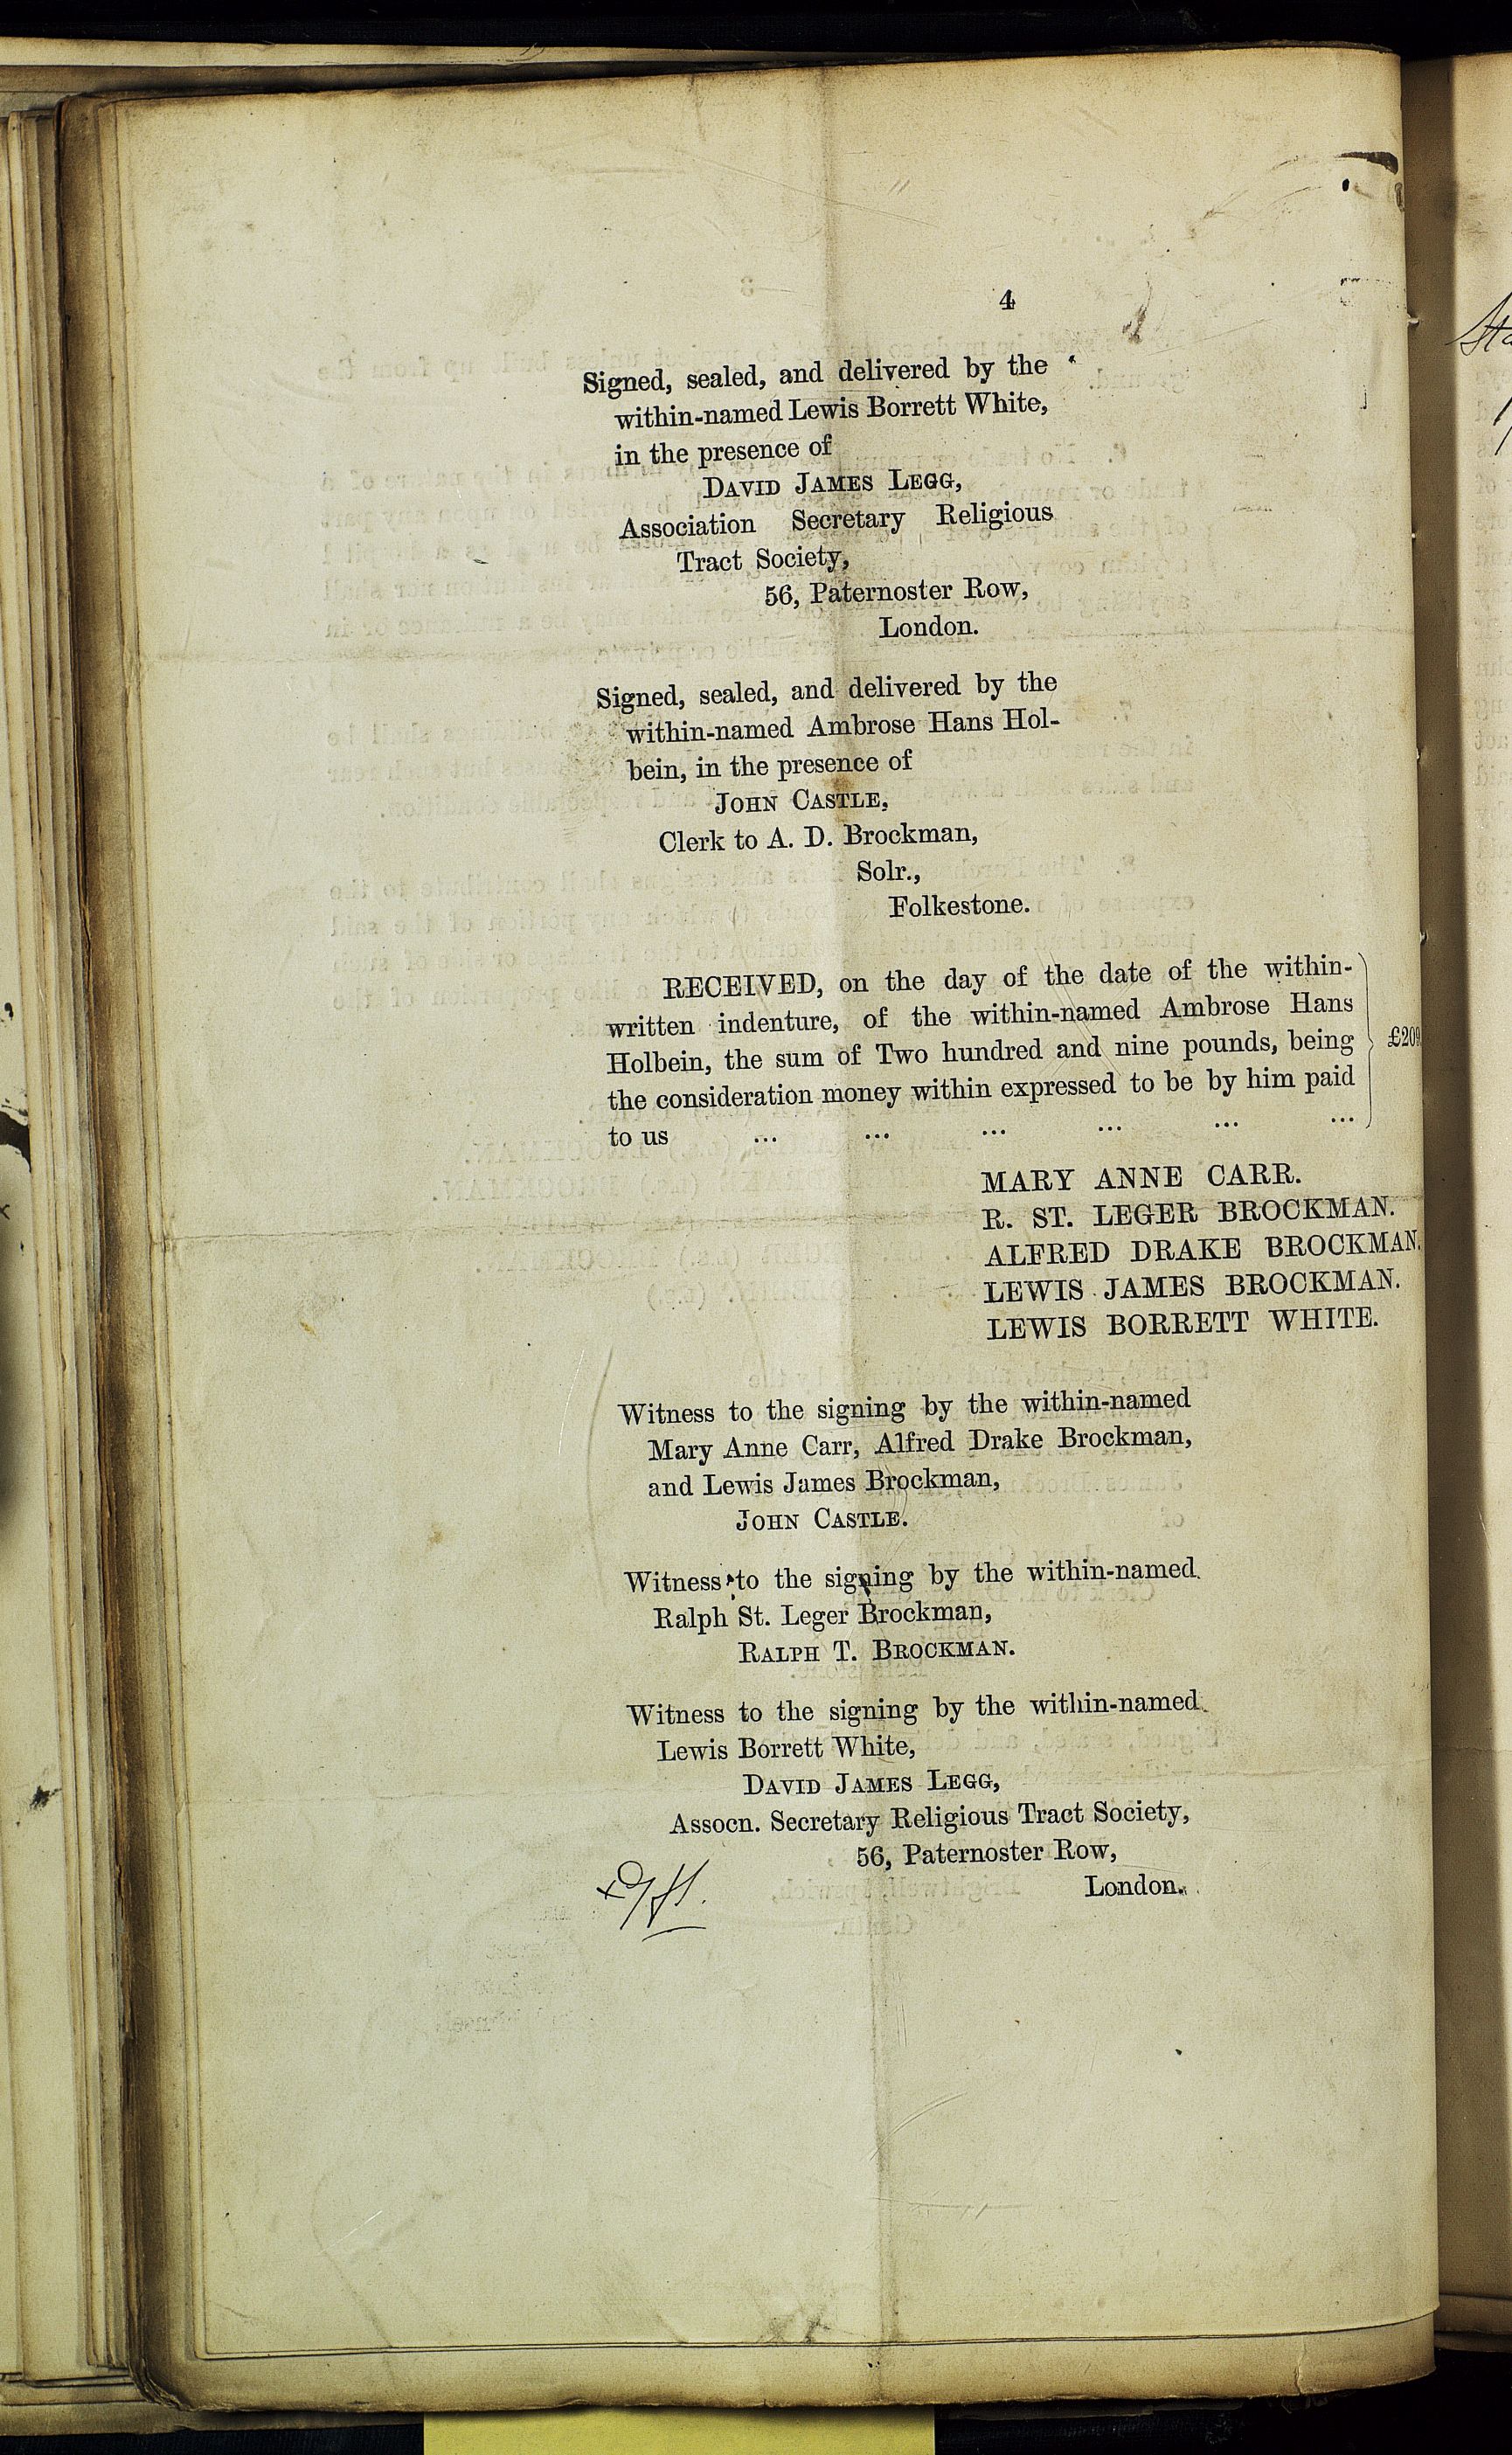 4
Signed, sealed, and delivered by the
within-named Lewis Borrett White,
in the presence of
DAVID JAMES LEGG,
Association Secretary Religious
Tract Society,
56, Paternoster Row,
London.
Signed, sealed, and delivered by the
within-named Ambrose Hans Hol-
bein, in the presence of
JOHN CASTLE,
Clerk to A. D. Brockman,
Solr.,
Folkestone.
RECEIVED, on the day of the date of the within-
written indenture, of the within-named Ambrose Hans
Holbein, the sum of Two hundred and nine pounds, being £209
the consideration money within expressed to be by him paid
to us ... ... ... ... ... ...
MARY ANNE CARR.
R. ST. LEGER BROCKMAN.
ALFRED DRAKE BROCKMAN.
LEWIS JAMES BROCKMAN.
LEWIS BORRETT WHITE.
Witness to the signing by the within-named
Mary Anne Carr, Alfred Drake Brockman,
and Lewis James Brockman,
JOHN CASTLE.
Witness to the signing by the within-named
Ralph St. Leger Brockman,
RALPH T. BROCKMAN.
Witness to the signing by the within-named
Lewis Borrett White,
DAVID JAMES LEGG,
Assocn. Secretary Religious Tract Society,
56, Paternoster Row,
London.